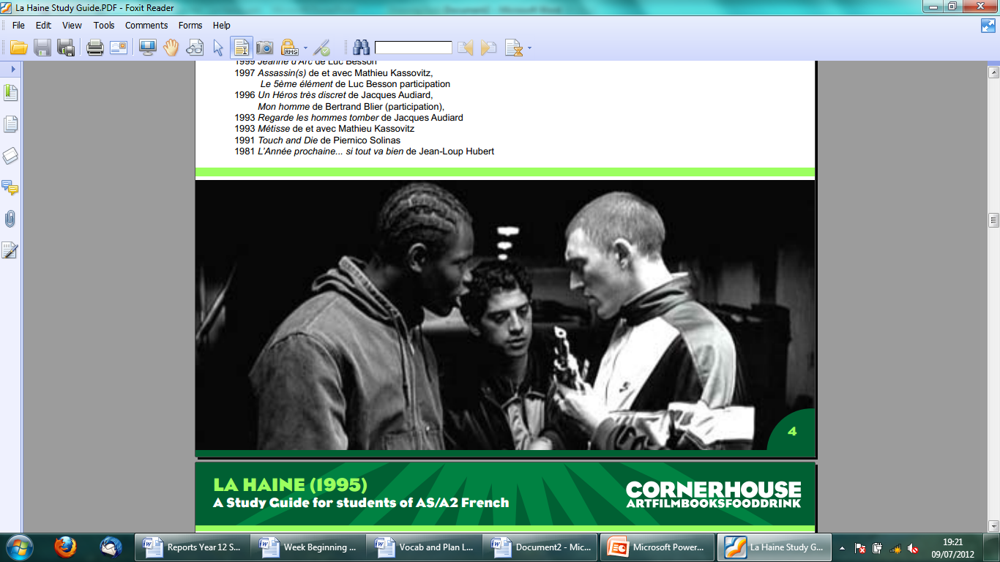 La Haine Study Guide.PDF - Foxit Reader
File Edit View Tools Comments Forms Help
RMS
1999 Jeanne d'Arc de Luc Besson
1997 Assassin(s) de et avec Mathieu Kassovitz,
Le 5ème élément de Luc Besson participation
1996 Un Héros très discret de Jacques Audiard,
Mon homme de Bertrand Blier (participation),
1993 Regarde les hommes tomber de Jacques Audiard
1993 Métisse de et avec Mathieu Kassovitz
1991 Touch and Die de Piernico Solinas
1981 L'Année prochaine... si tout va bien de Jean-Loup Hubert
4
LA HAINE (1995)
A Study Guide for students of AS/A2 French
CORNERHOUSE
ARTFILMBOOKSFOODDRINK
Reports Year 12 S...
Week Beginning ...
Vocab and Plan L...
Document2 - Mic...
Microsoft Power...
La Haine Study G...
19:21
09/07/2012